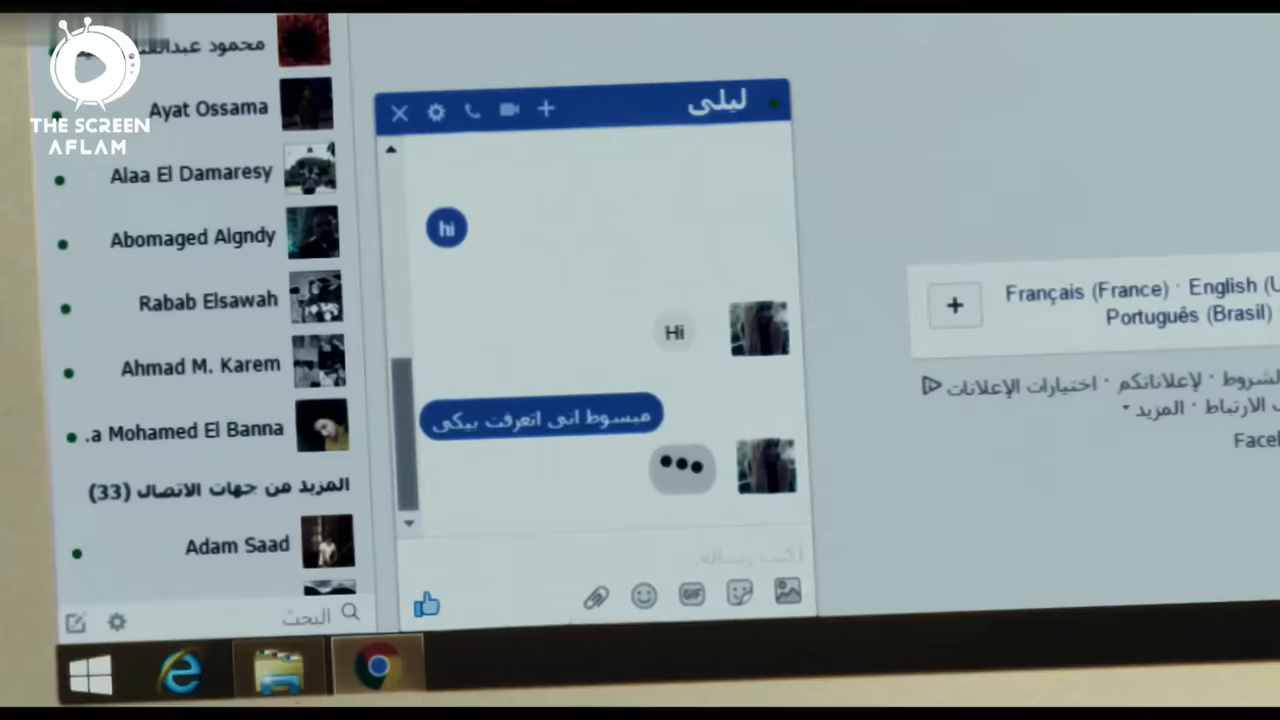 THE SCREEN
AFLAM
محمود
Ayat Ossama
Alaa El Damaresy
Abomaged Algndy
Rabab Elsawah
Ahmad M. Karem
a Mohamed El Banna.
المزيد من جهات الاتصال (33)
Adam Saad
البحث
ليلى
hi
Hi
مبسوط انى اتعرفت بيكى
أكتب رسالة...
GIF
Français (France) · English (U
Português (Brasil)
الشروط · لإعلاناتكم · اختيارات الإعلانات
الارتباط · المزيد
Facel